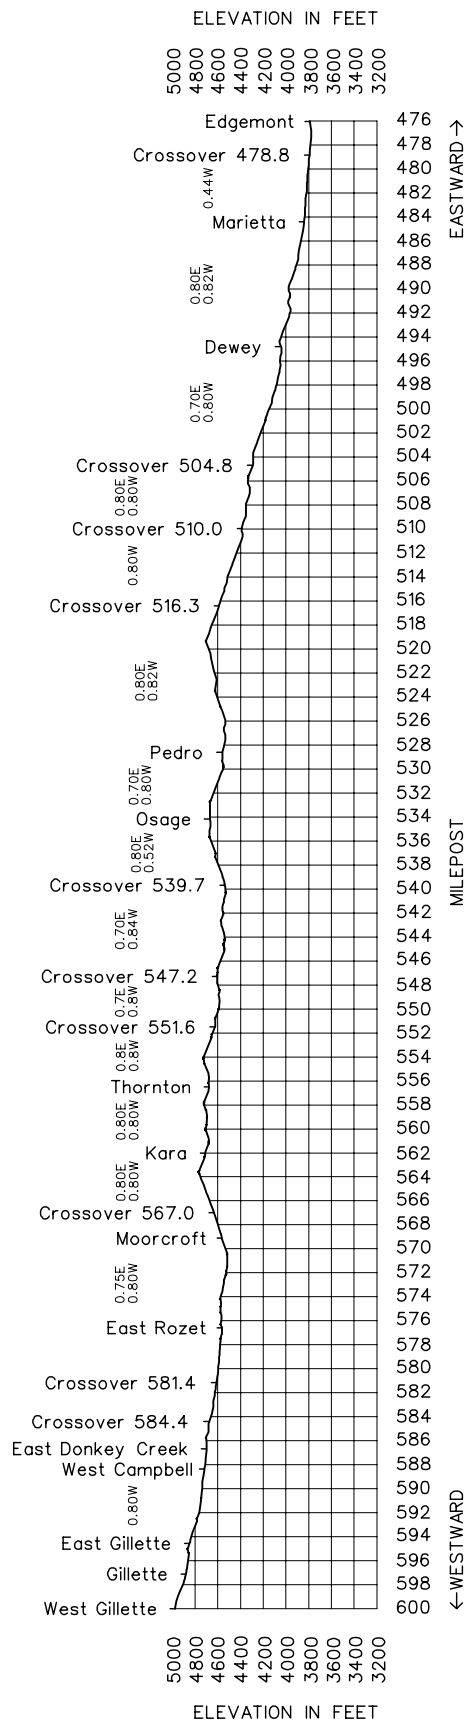 ELEVATION IN FEET
5000 4800 4600 4400 4200 4000 3800 3600 3400 3200
Edgemont 476
478
Crossover 478.8
480
0.44W
482
Marietta 484
486
488
0.80E
0.82W
490
492
494
Dewey
496
498
0.70E
0.80W
500
502
504
Crossover 504.8
506
0.80E
0.80W
508
Crossover 510.0 510
512
0.80W
514
516
Crossover 516.3
518
520
522
0.80E
0.82W
524
526
528
Pedro
530
0.70E
0.80W
532
534
Osage
536
0.80E
0.52W
538
Crossover 539.7 540
542
0.70E
0.84W
544
546
Crossover 547.2
548
0.7E
0.8W
550
Crossover 551.6
552
0.8E
0.8W
554
556
Thornton
558
0.80E
0.80W
560
Kara 562
564
0.80E
0.80W
566
Crossover 567.0
568
Moorcroft
570
572
0.75E
0.80W
574
576
East Rozet
578
580
Crossover 581.4
582
584
Crossover 584.4
586
East Donkey Creek
588
West Campbell
590
0.80W
592
594
East Gillette
596
Gillette
598
West Gillette 600
5000 4800 4600 4400 4200 4000 3800 3600 3400 3200
ELEVATION IN FEET
EASTWARD→
MILEPOST
←WESTWARD